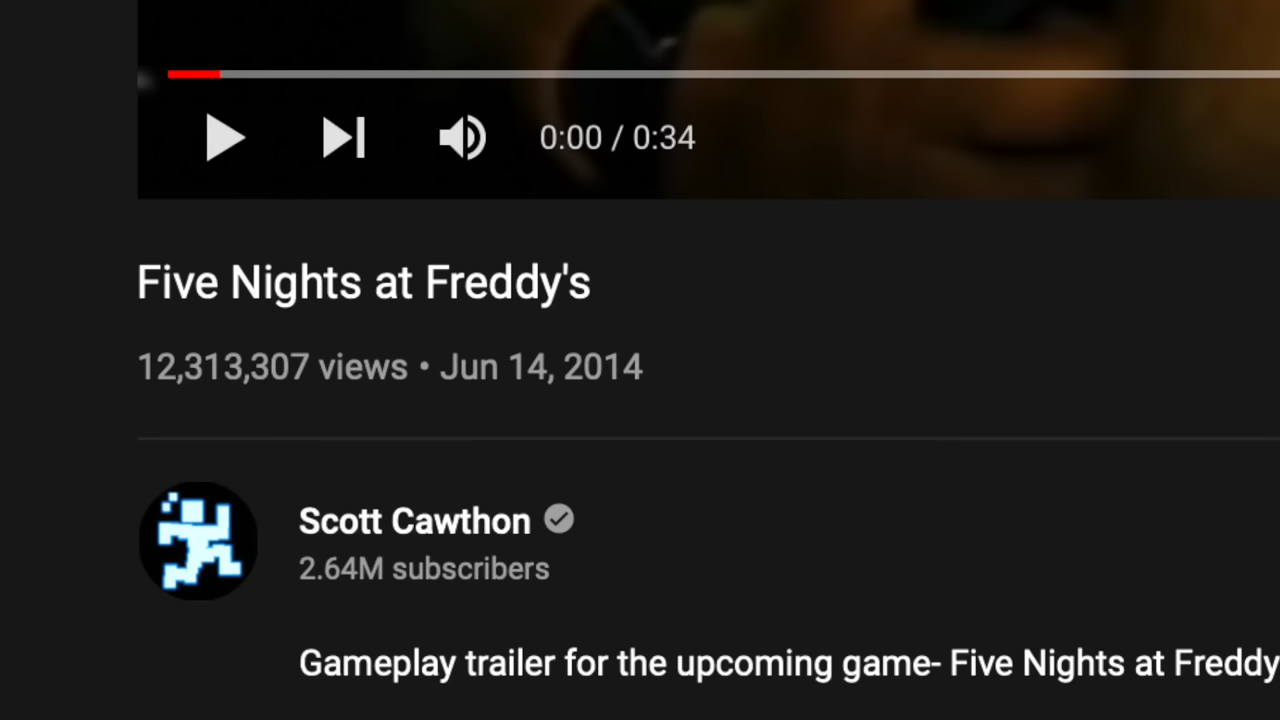 0:00 / 0:34
Five Nights at Freddy's
12,313,307 views • Jun 14, 2014
Scott Cawthon
2.64M subscribers
Gameplay trailer for the upcoming game- Five Nights at Freddy